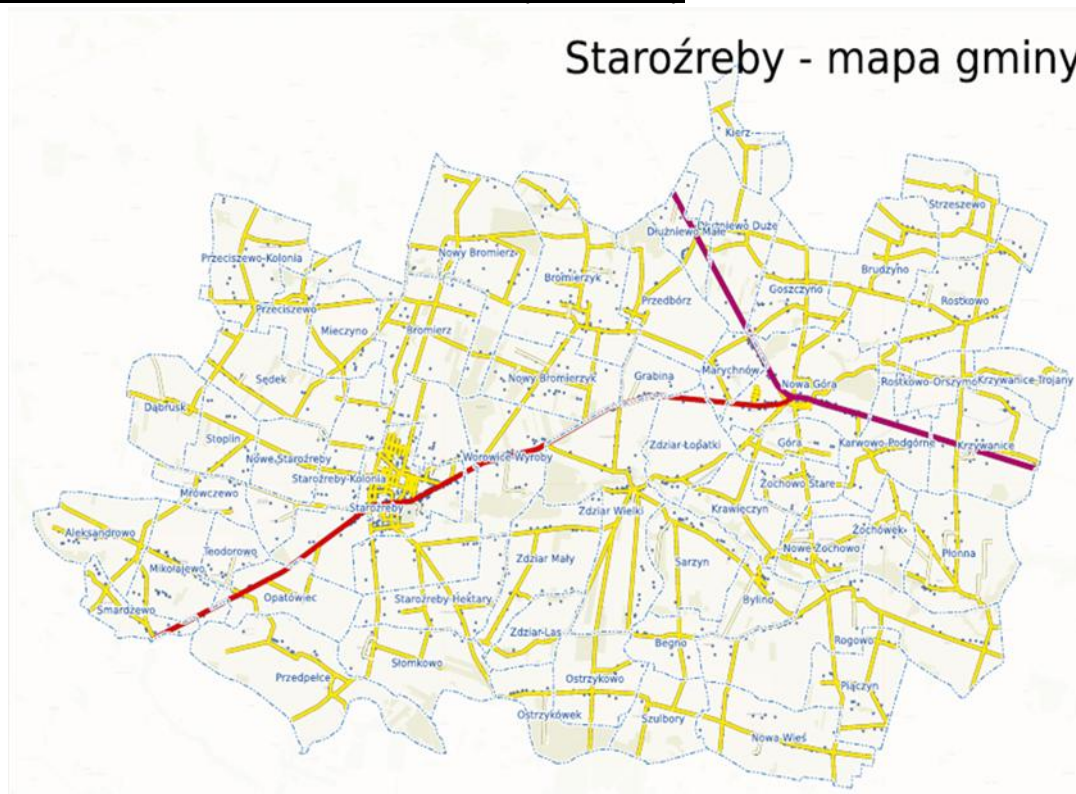 Staroźreby - mapa gminy
Kierz
Strzeszewo
Dłużniewo Duże
Dłużniewo Małe
Nowy Bromierz
Przeciszewo-Kolonia
Bromierzyk
Brudzyno
Goszczyno
Przedbórz
Rostkowo
Przeciszewo
Mieczyno
Bromierz
Marychnów
Grabina
Nowy Bromierzyk
Sędek
Nowa Góra
Rostkowo-Orszymo
Krzywanice-Trojany
Dąbrusk
Stoplin
Góra
Karwowo-Podgórne
Krzywanice
Zdziar-Łopatki
Nowe-Staroźreby
Worowice-Wyroby
Staroźreby-Kolonia
Żochowo Stare
Mrówczewo
Staroźreby
Zdziar Wielki
Krawięczyn
Aleksandrowo
Żochówek
Teodorowo
Nowe-Żochowo
Płonna
Zdziar Mały
Sarzyn
Mikołajewo
Opatówiec
Staroźreby-Hektary
Bylino
Smardzewo
Zdziar-Las
Begno
Rogowo
Słomkowo
Przedpełce
Ostrzykowo
Piączyn
Ostrzykówek
Szulbory
Nowa Wieś